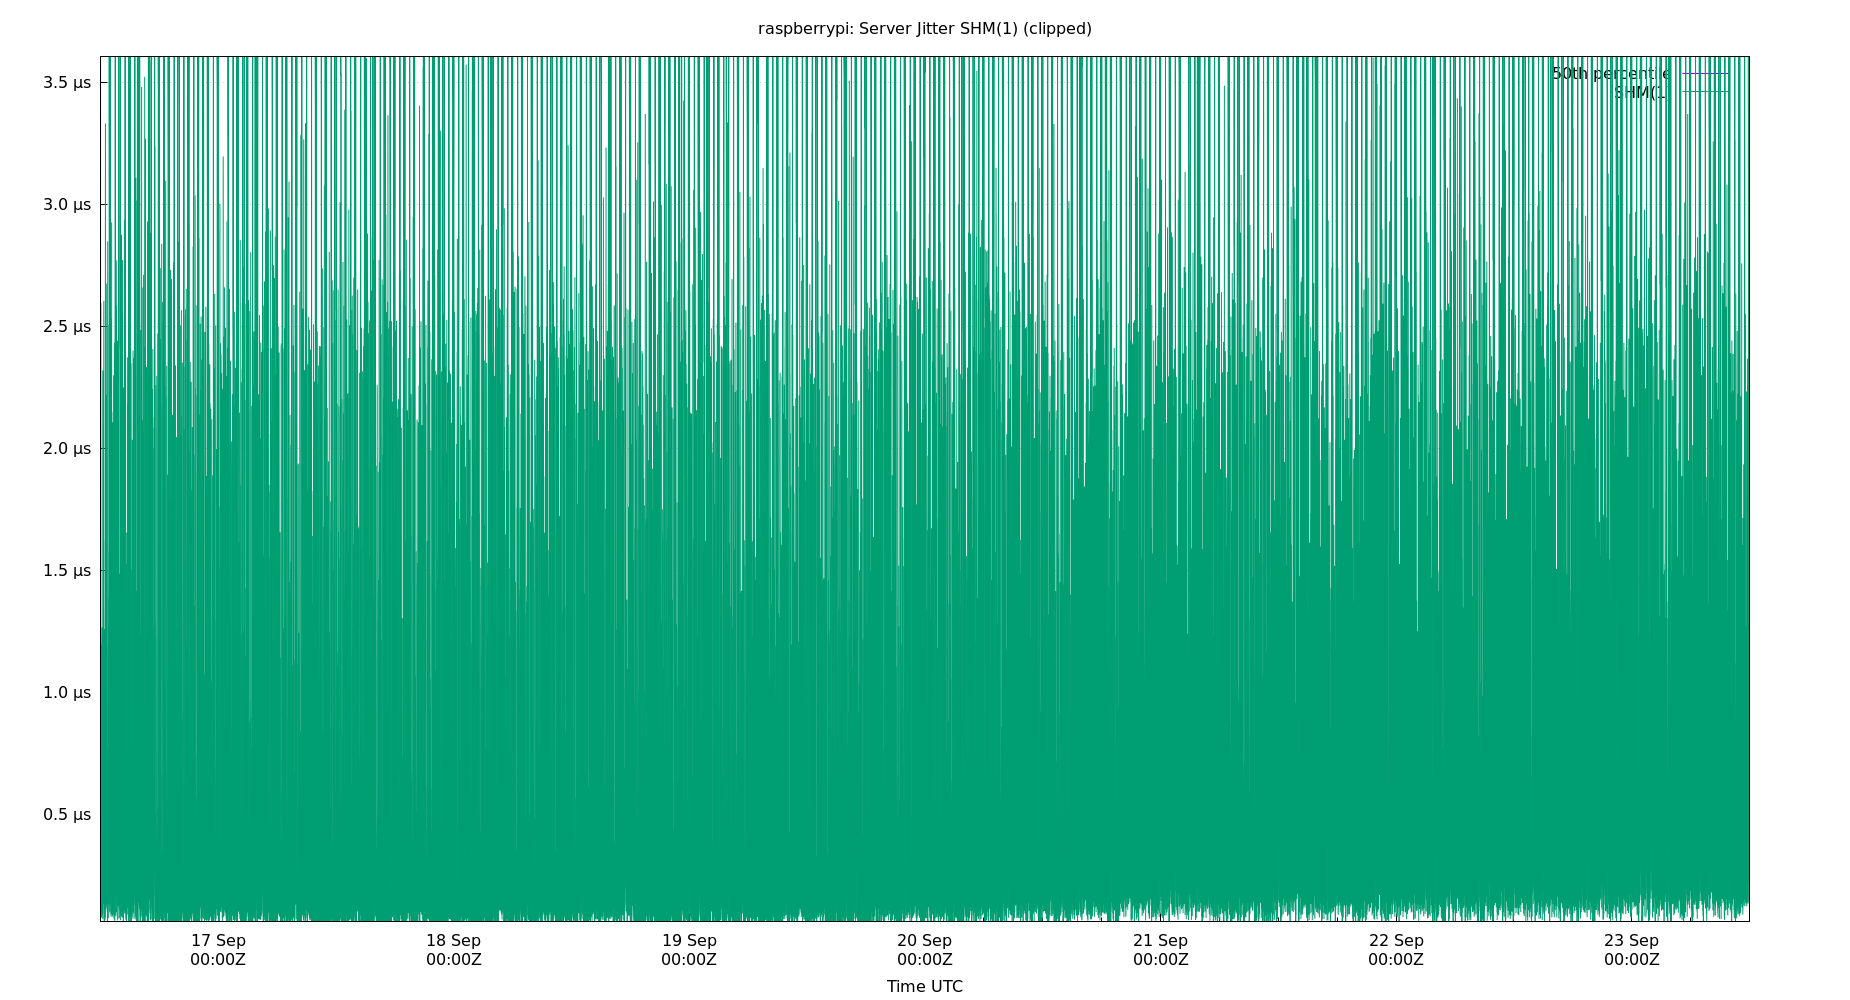 raspberrypi: Server Jitter SHM(1) (clipped)
50th percentile
SHM(1)
3.5 µs
3.0 µs
2.5 µs
2.0 µs
1.5 µs
1.0 µs
0.5 µs
17 Sep 18 Sep 19 Sep 20 Sep 21 Sep 22 Sep 23 Sep
00:00Z 00:00Z 00:00Z 00:00Z 00:00Z 00:00Z 00:00Z
Time UTC